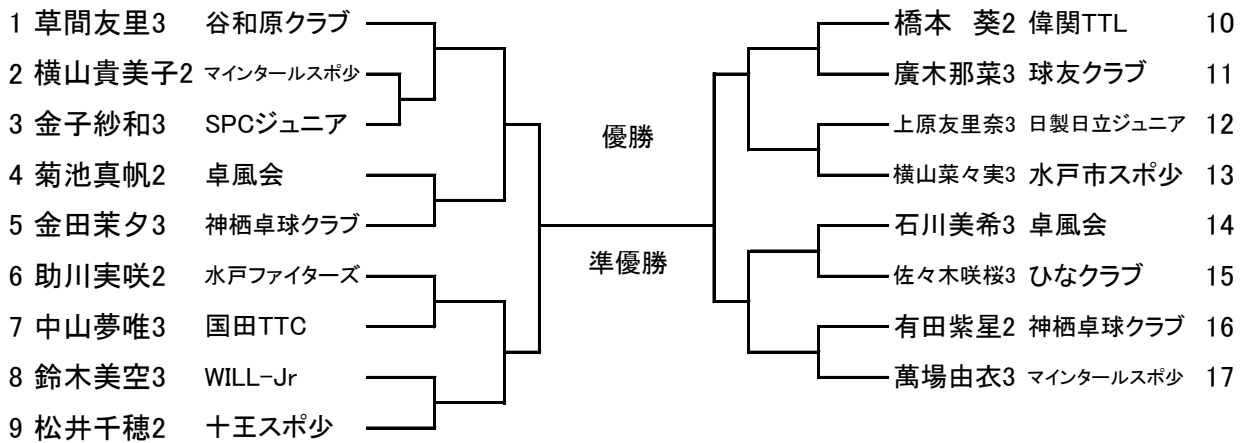 1 草間友里3 谷和原クラブ
2 横山貴美子2 マインタールスポ少
3 金子紗和3 SPCジュニア
4 菊池真帆2 卓風会
5 金田茉夕3 神栖卓球クラブ
6 助川実咲2 水戸ファイターズ
7 中山夢唯3 国田TTC
8 鈴木美空3 WILL-Jr
9 松井千穂2 十王スポ少
優勝
準優勝
橋本 葵2 偉関TTL 10
廣木那菜3 球友クラブ 11
上原友里奈3 日製日立ジュニア 12
横山菜々実3 水戸市スポ少 13
石川美希3 卓風会 14
佐々木咲桜3 ひなクラブ 15
有田紫星2 神栖卓球クラブ 16
萬場由衣3 マインタールスポ少 17